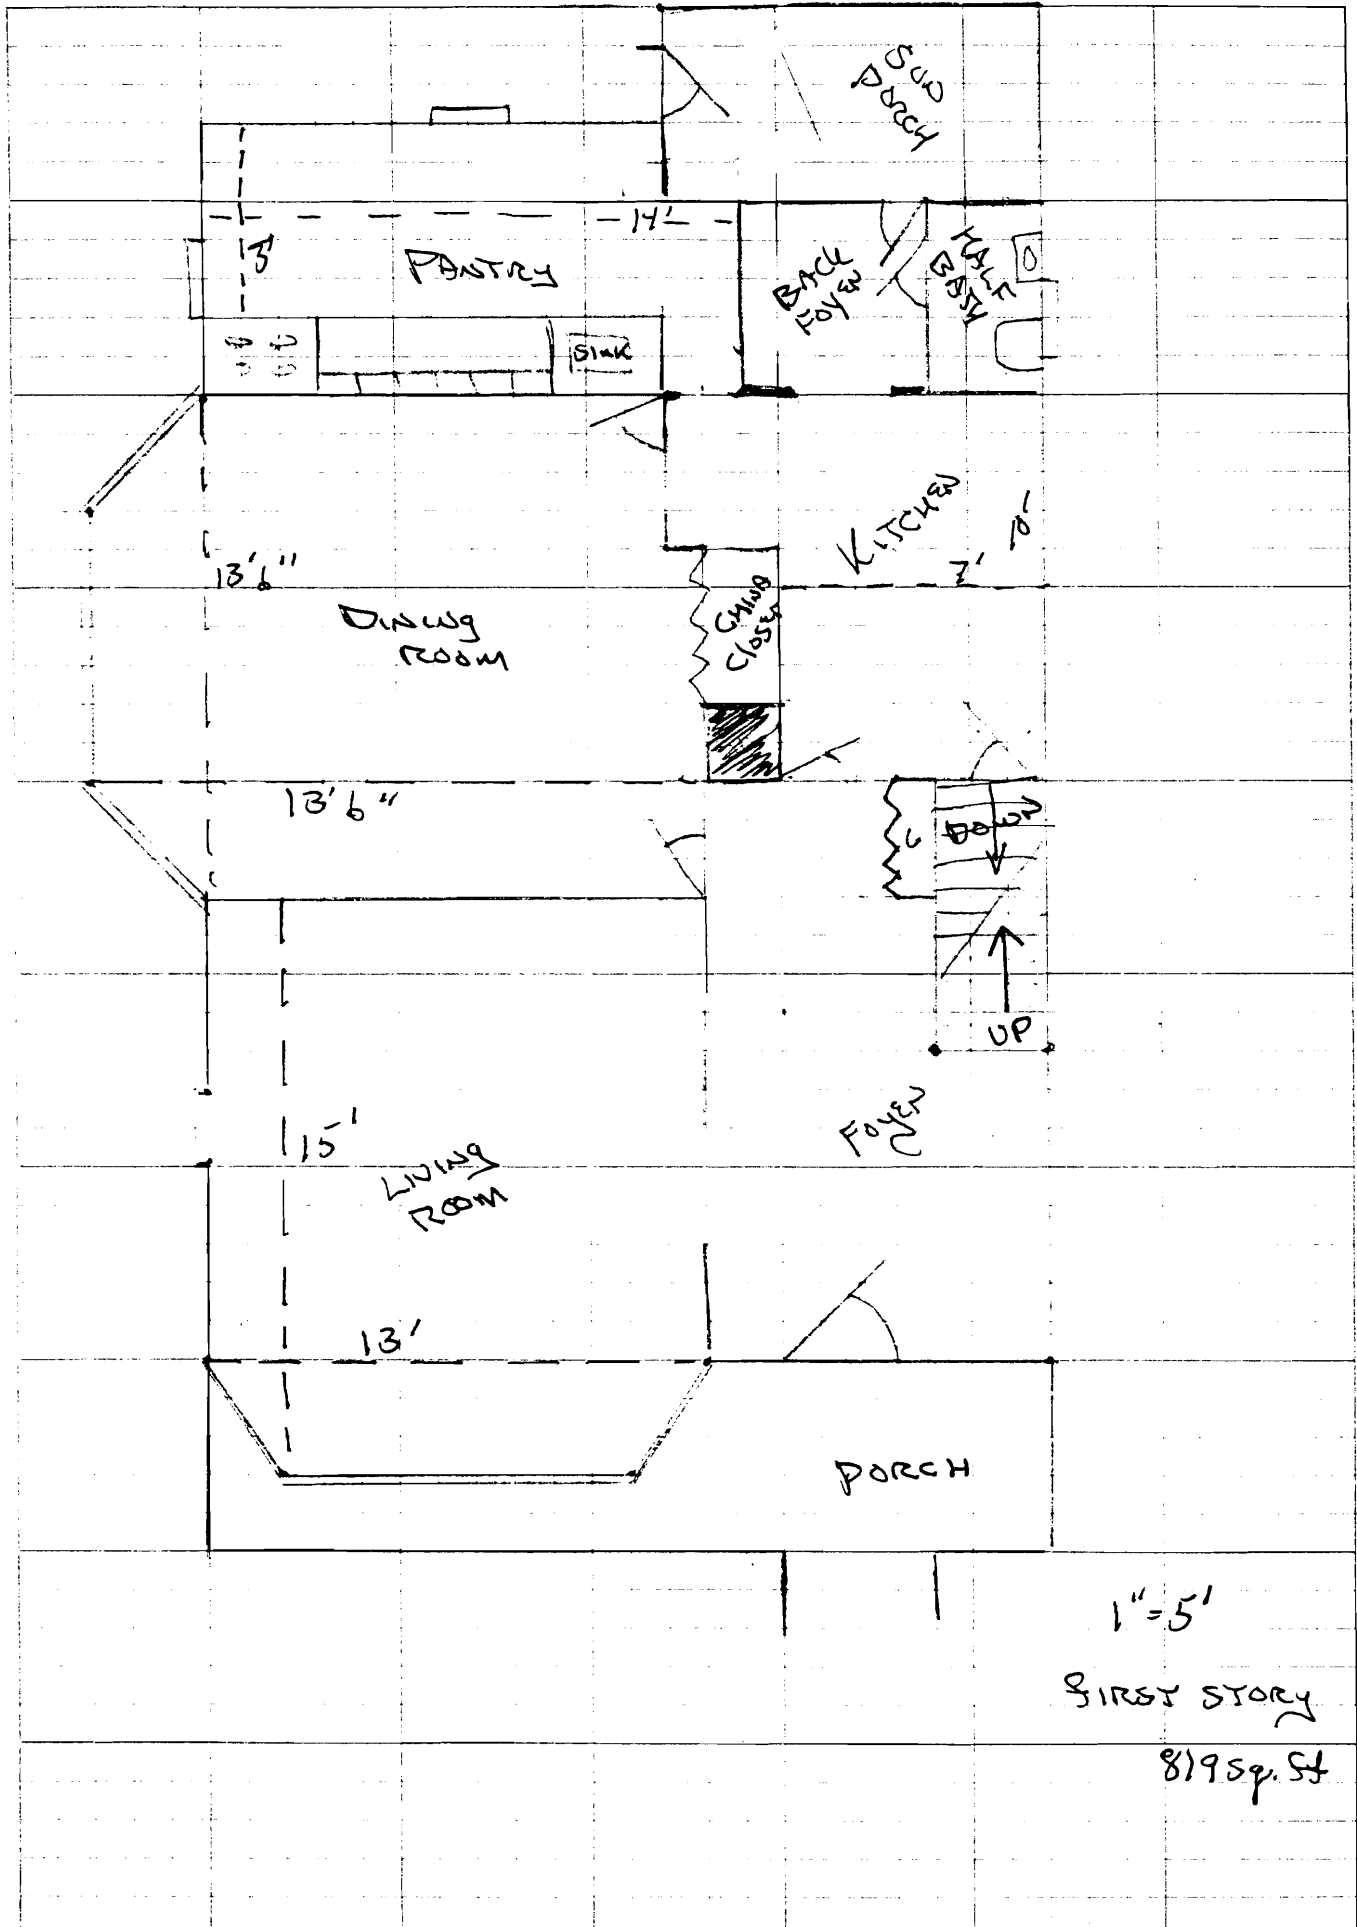 SUN
PORCH
14'
5'
PANTRY
BACK
FOYER
HALF
BATH
SINK
KITCHEN
10'
7'
13'6"
DINING
ROOM
CHINA
CLOSET
13'6"
C
DOWN
UP
FOYER
15'
LIVING
ROOM
13'
PORCH
1"=5'
FIRST STORY
819 sq. ft